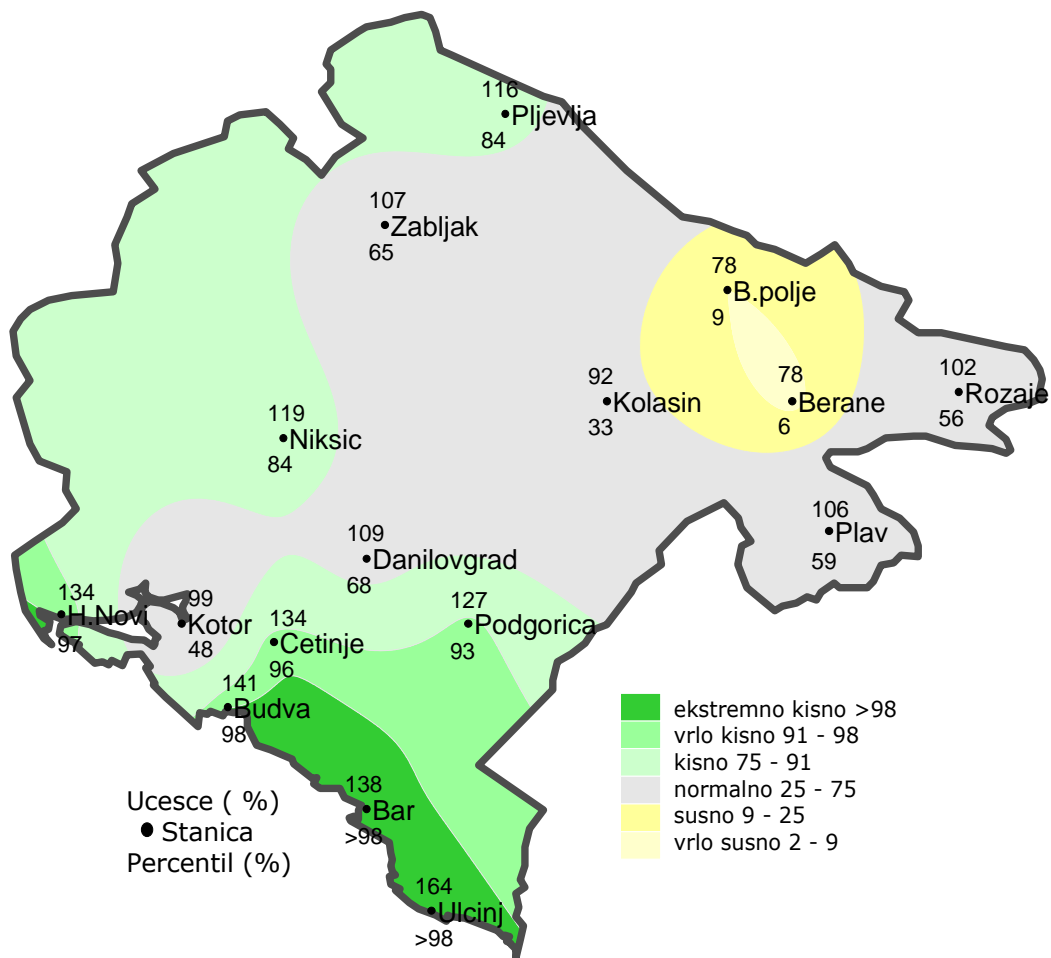 116
Pljevlja
84
107
Zabljak
65
78
B.polje
9
92
Kolasin
33
78
Berane
6
102
Rozaje
56
119
Niksic
84
106
Plav
59
109
Danilovgrad
68
134
H.Novi
97
99
Kotor
48
134
Cetinje
96
127
Podgorica
93
141
Budva
98
138
Bar
>98
164
Ulcinj
>98
Ucesce ( %)
Stanica
Percentil (%)
ekstremno kisno >98
vrlo kisno 91 - 98
kisno 75 - 91
normalno 25 - 75
susno 9 - 25
vrlo susno 2 - 9